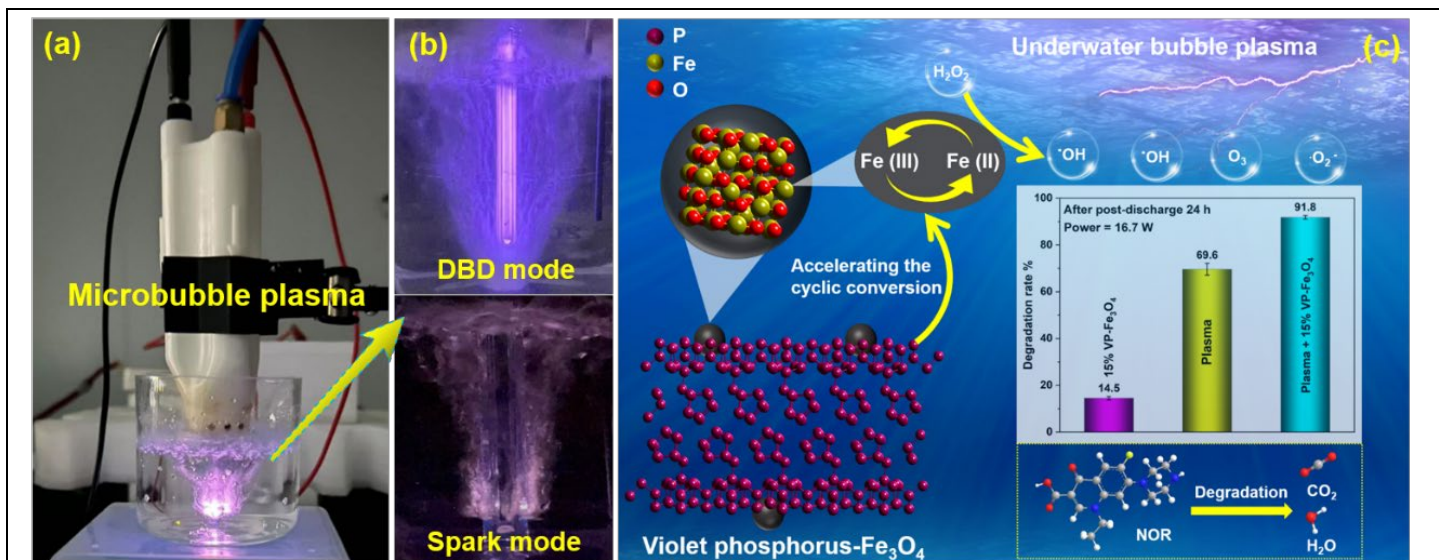 (a)
Microbubble plasma
(b)
DBD mode
Spark mode
(c)
P
Fe
O
Underwater bubble plasma
H₂O₂
Fe (III)
Fe (II)
•OH
•OH
O₃
·O₂•
Accelerating the
cyclic conversion
Violet phosphorus-Fe₃O₄
After post-discharge 24 h
Power = 16.7 W
Degradation rate %
100
80
60
40
20
0
14.5
15% VP-Fe₃O₄
69.6
Plasma
91.8
Plasma + 15% VP-Fe₃O₄
NOR
Degradation
CO₂
H₂O